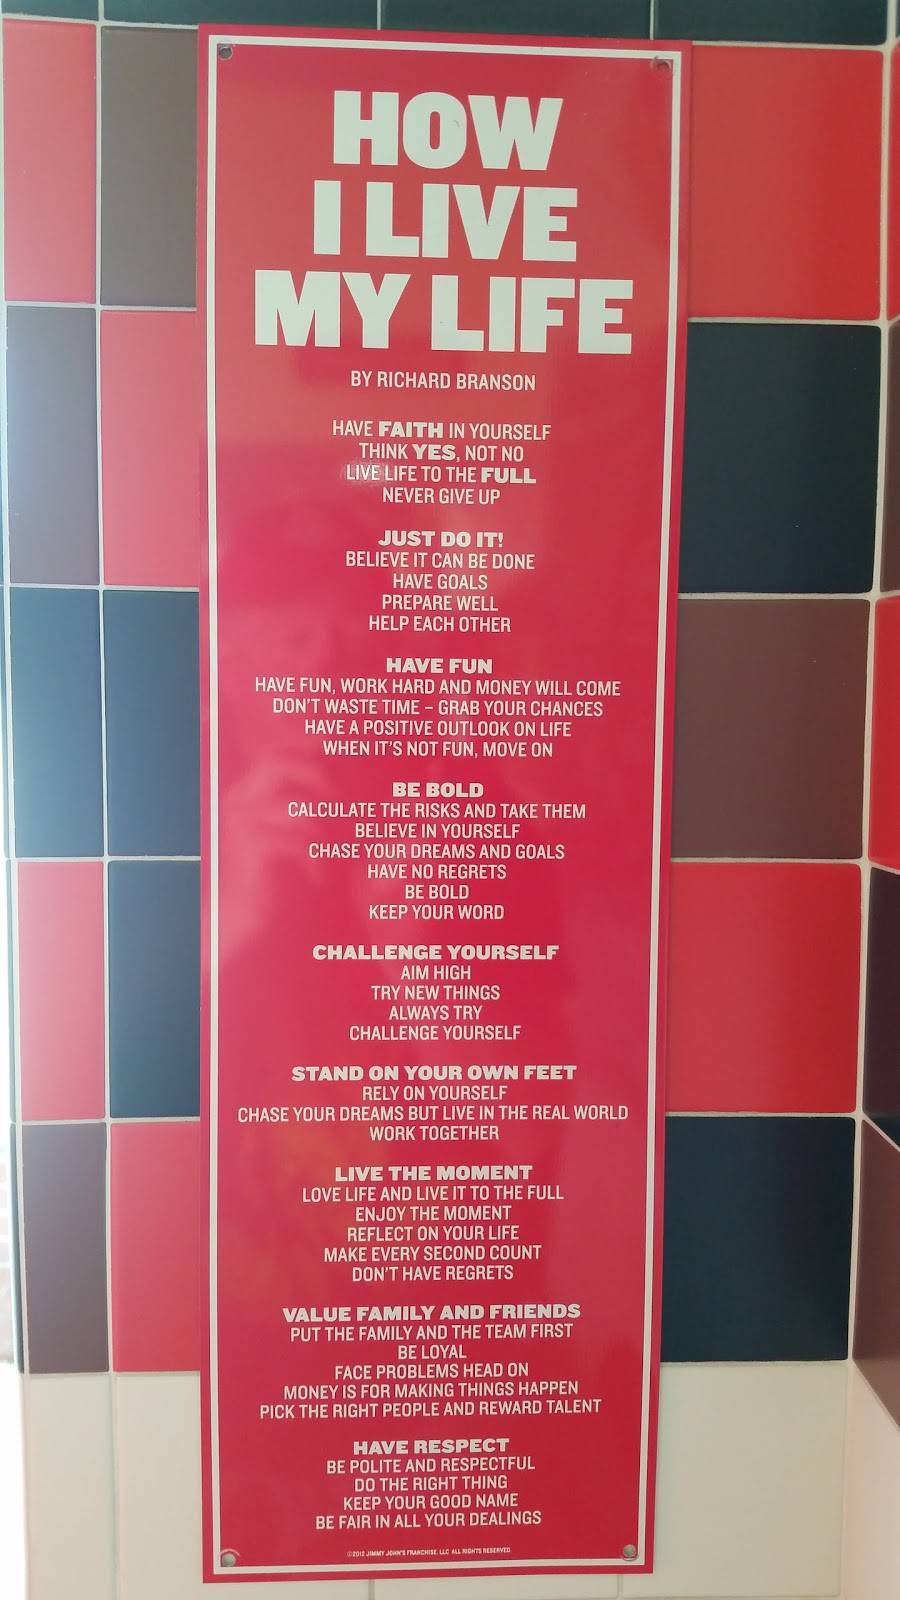 HOW
I LIVE
MY LIFE
BY RICHARD BRANSON
HAVE FAITH IN YOURSELF
THINK YES, NOT NO
LIVE LIFE TO THE FULL
NEVER GIVE UP
JUST DO IT!
BELIEVE IT CAN BE DONE
HAVE GOALS
PREPARE WELL
HELP EACH OTHER
HAVE FUN
HAVE FUN, WORK HARD AND MONEY WILL COME
DON'T WASTE TIME – GRAB YOUR CHANCES
HAVE A POSITIVE OUTLOOK ON LIFE
WHEN IT'S NOT FUN, MOVE ON
BE BOLD
CALCULATE THE RISKS AND TAKE THEM
BELIEVE IN YOURSELF
CHASE YOUR DREAMS AND GOALS
HAVE NO REGRETS
BE BOLD
KEEP YOUR WORD
CHALLENGE YOURSELF
AIM HIGH
TRY NEW THINGS
ALWAYS TRY
CHALLENGE YOURSELF
STAND ON YOUR OWN FEET
RELY ON YOURSELF
CHASE YOUR DREAMS BUT LIVE IN THE REAL WORLD
WORK TOGETHER
LIVE THE MOMENT
LOVE LIFE AND LIVE IT TO THE FULL
ENJOY THE MOMENT
REFLECT ON YOUR LIFE
MAKE EVERY SECOND COUNT
DON'T HAVE REGRETS
VALUE FAMILY AND FRIENDS
PUT THE FAMILY AND THE TEAM FIRST
BE LOYAL
FACE PROBLEMS HEAD ON
MONEY IS FOR MAKING THINGS HAPPEN
PICK THE RIGHT PEOPLE AND REWARD TALENT
HAVE RESPECT
BE POLITE AND RESPECTFUL
DO THE RIGHT THING
KEEP YOUR GOOD NAME
BE FAIR IN ALL YOUR DEALINGS
©2012 JIMMY JOHN'S FRANCHISE, LLC ALL RIGHTS RESERVED.